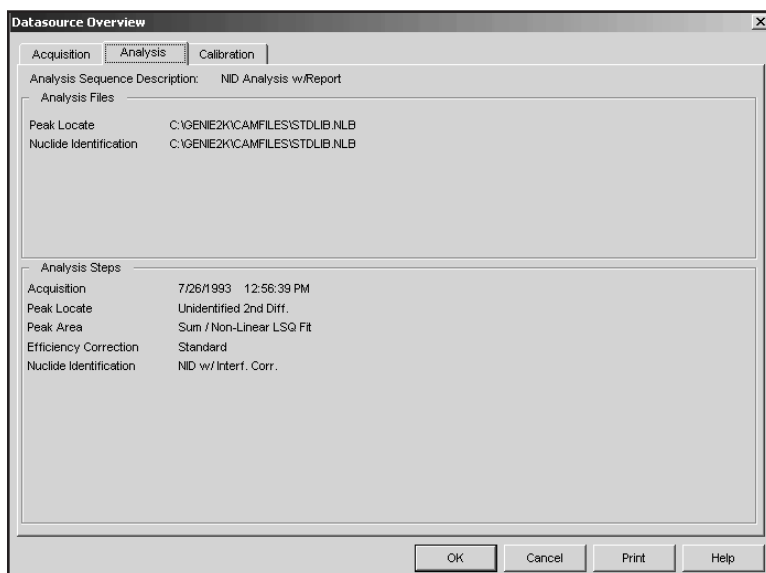 Datasource Overview
Acquisition Analysis Calibration
Analysis Sequence Description: NID Analysis w/Report
Analysis Files
Peak Locate C:\GENIE2K\CAMFILES\STDLIB.NLB
Nuclide Identification C:\GENIE2K\CAMFILES\STDLIB.NLB
Analysis Steps
Acquisition 7/26/1993 12:56:39 PM
Peak Locate Unidentified 2nd Diff.
Peak Area Sum / Non-Linear LSQ Fit
Efficiency Correction Standard
Nuclide Identification NID w/ Interf. Corr.
OK Cancel Print Help